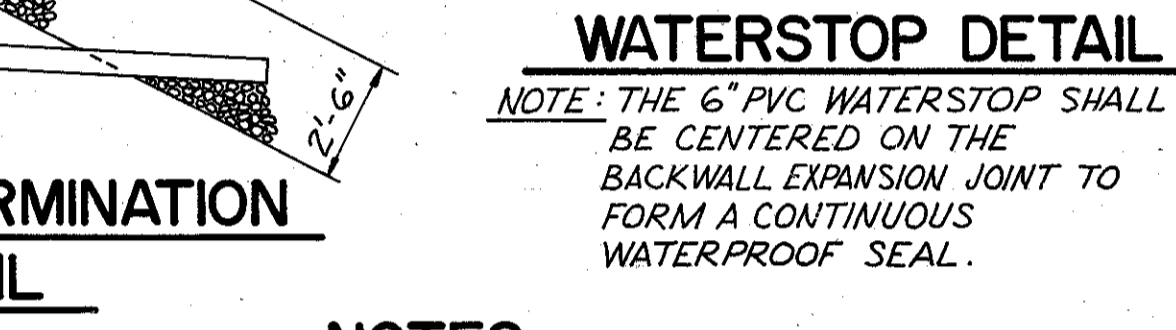 WATERSTOP DETAIL
NOTE: THE 6" PVC WATERSTOP SHALL
BE CENTERED ON THE
BACKWALL EXPANSION JOINT TO
FORM A CONTINUOUS
WATERPROOF SEAL.
2'-6"
RMINATION
IL
NOTES